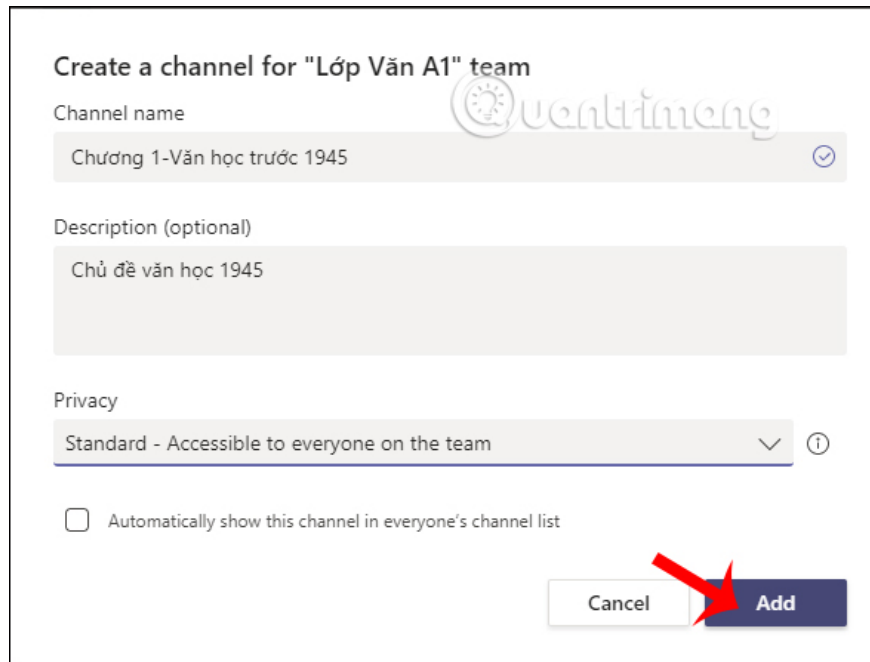 Create a channel for "Lớp Văn A1" team
Quantrimang
Channel name
Chương 1-Văn học trước 1945
Description (optional)
Chủ đề văn học 1945
Privacy
Standard - Accessible to everyone on the team
Automatically show this channel in everyone's channel list
Cancel
Add